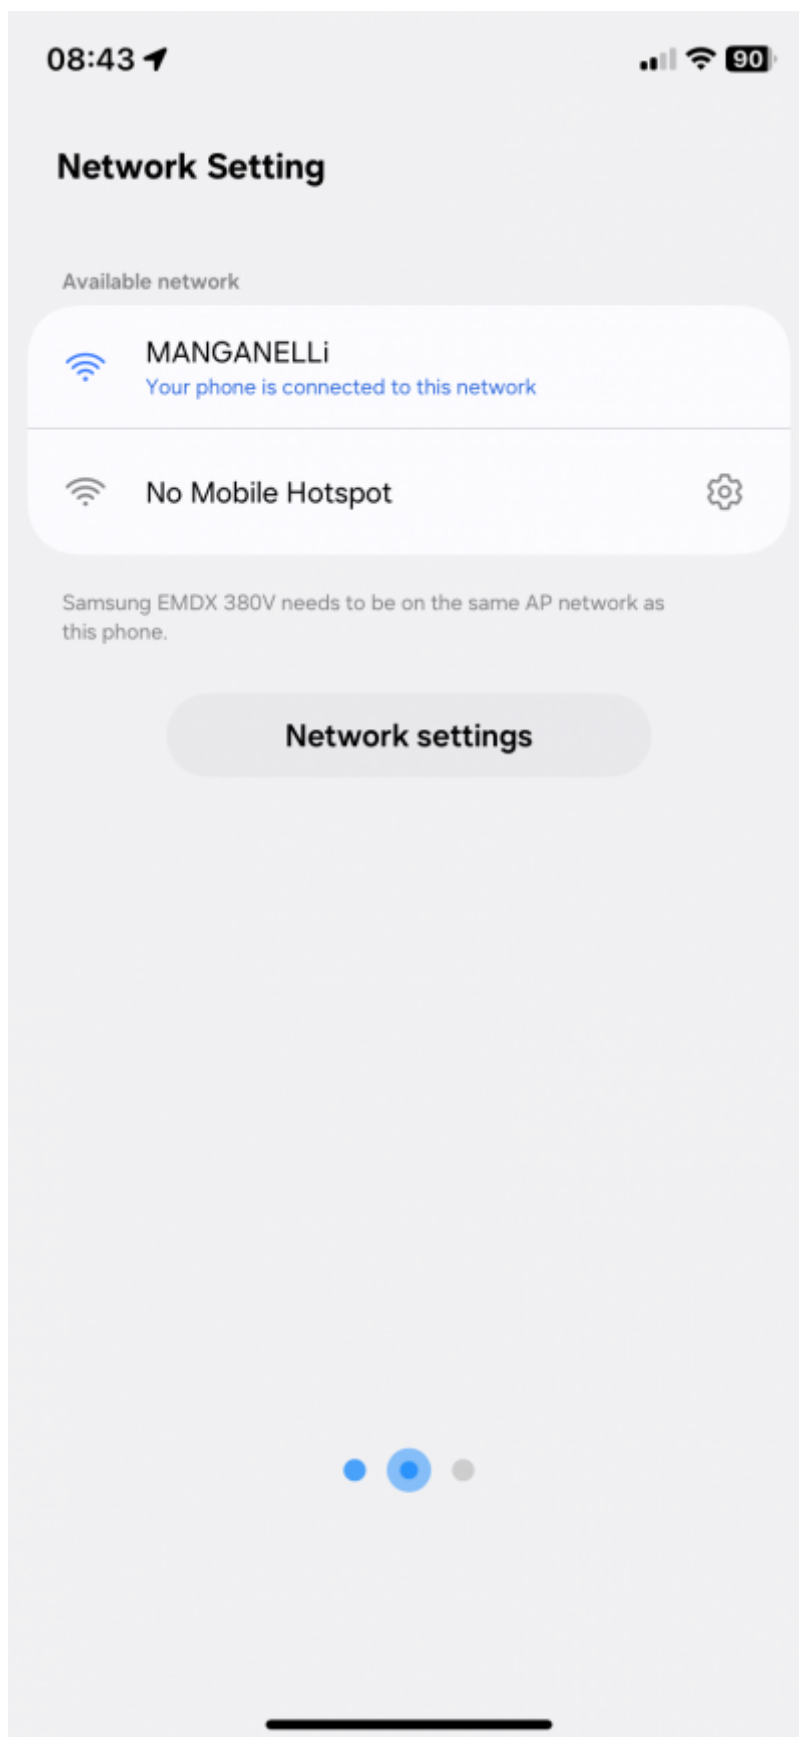 08:43
90
Network Setting
Available network
MANGANELLi
Your phone is connected to this network
No Mobile Hotspot
Samsung EMDX 380V needs to be on the same AP network as
this phone.
Network settings